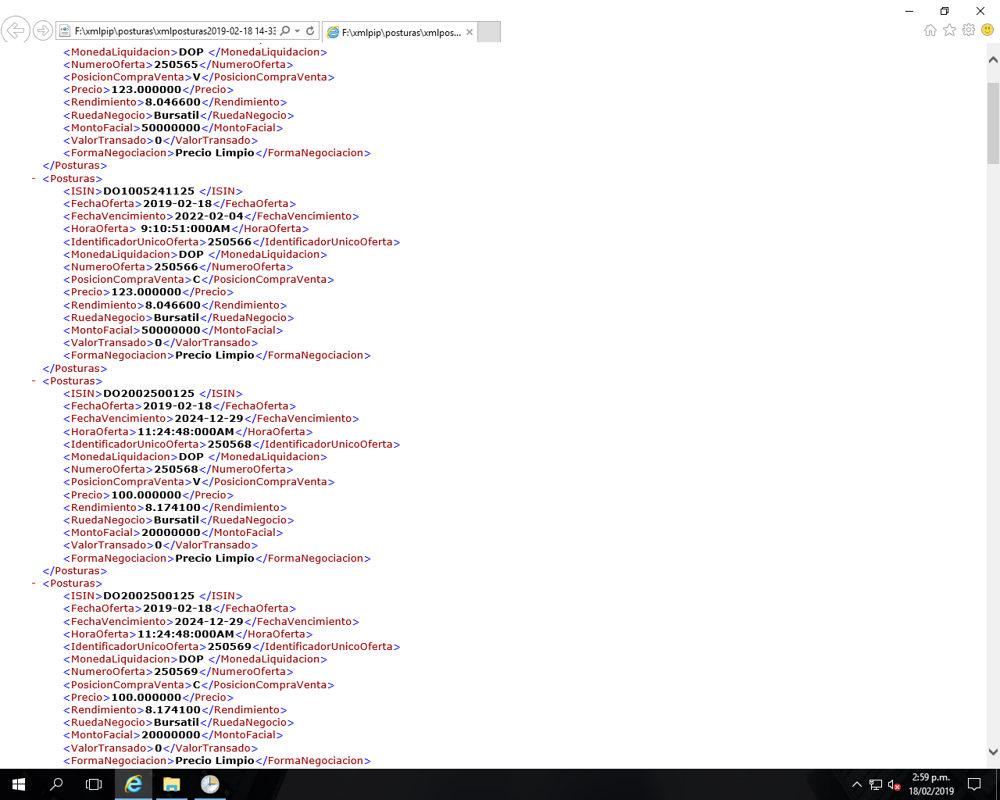 F:\xmlpip\posturas\xmlposturas2019-02-18 14-33
F:\xmlpip\posturas\xmlpos...
<MonedaLiquidacion>DOP </MonedaLiquidacion>
<NumeroOferta>250565</NumeroOferta>
<PosicionCompraVenta>V</PosicionCompraVenta>
<Precio>123.000000</Precio>
<Rendimiento>8.046600</Rendimiento>
<RuedaNegocio>Bursatil</RuedaNegocio>
<MontoFacial>50000000</MontoFacial>
<ValorTransado>0</ValorTransado>
<FormaNegociacion>Precio Limpio</FormaNegociacion>
</Posturas>
- <Posturas>
<ISIN>DO1005241125 </ISIN>
<FechaOferta>2019-02-18</FechaOferta>
<FechaVencimiento>2022-02-04</FechaVencimiento>
<HoraOferta> 9:10:51:000AM</HoraOferta>
<IdentificadorUnicoOferta>250566</IdentificadorUnicoOferta>
<MonedaLiquidacion>DOP </MonedaLiquidacion>
<NumeroOferta>250566</NumeroOferta>
<PosicionCompraVenta>C</PosicionCompraVenta>
<Precio>123.000000</Precio>
<Rendimiento>8.046600</Rendimiento>
<RuedaNegocio>Bursatil</RuedaNegocio>
<MontoFacial>50000000</MontoFacial>
<ValorTransado>0</ValorTransado>
<FormaNegociacion>Precio Limpio</FormaNegociacion>
</Posturas>
- <Posturas>
<ISIN>DO2002500125 </ISIN>
<FechaOferta>2019-02-18</FechaOferta>
<FechaVencimiento>2024-12-29</FechaVencimiento>
<HoraOferta>11:24:48:000AM</HoraOferta>
<IdentificadorUnicoOferta>250568</IdentificadorUnicoOferta>
<MonedaLiquidacion>DOP </MonedaLiquidacion>
<NumeroOferta>250568</NumeroOferta>
<PosicionCompraVenta>V</PosicionCompraVenta>
<Precio>100.000000</Precio>
<Rendimiento>8.174100</Rendimiento>
<RuedaNegocio>Bursatil</RuedaNegocio>
<MontoFacial>20000000</MontoFacial>
<ValorTransado>0</ValorTransado>
<FormaNegociacion>Precio Limpio</FormaNegociacion>
</Posturas>
- <Posturas>
<ISIN>DO2002500125 </ISIN>
<FechaOferta>2019-02-18</FechaOferta>
<FechaVencimiento>2024-12-29</FechaVencimiento>
<HoraOferta>11:24:48:000AM</HoraOferta>
<IdentificadorUnicoOferta>250569</IdentificadorUnicoOferta>
<MonedaLiquidacion>DOP </MonedaLiquidacion>
<NumeroOferta>250569</NumeroOferta>
<PosicionCompraVenta>C</PosicionCompraVenta>
<Precio>100.000000</Precio>
<Rendimiento>8.174100</Rendimiento>
<RuedaNegocio>Bursatil</RuedaNegocio>
<MontoFacial>20000000</MontoFacial>
<ValorTransado>0</ValorTransado>
<FormaNegociacion>Precio Limpio</FormaNegociacion>
2:59 p.m.
18/02/2019